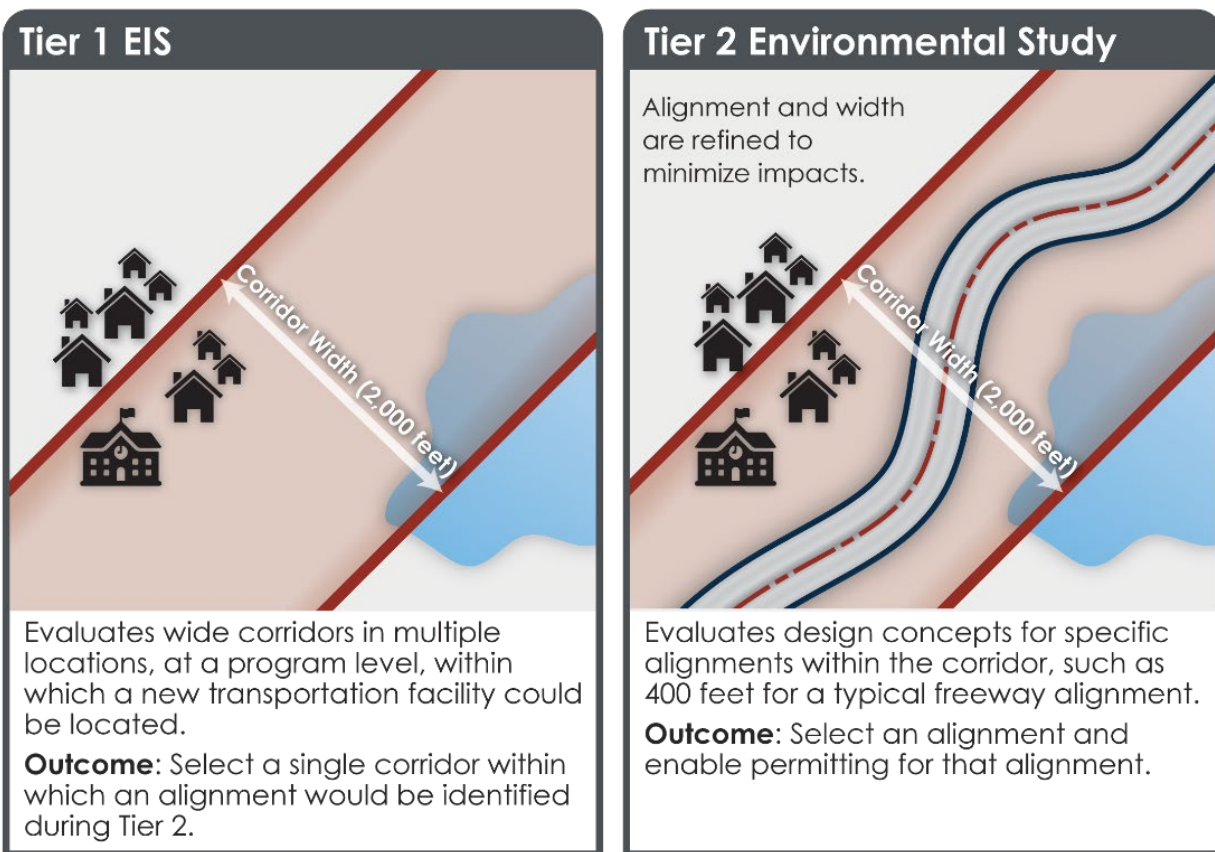 Tier 1 EIS
Corridor Width (2,000 feet)
Evaluates wide corridors in multiple
locations, at a program level, within
which a new transportation facility could
be located.
Outcome: Select a single corridor within
which an alignment would be identified
during Tier 2.
Tier 2 Environmental Study
Alignment and width
are refined to
minimize impacts.
Corridor Width (2,000 feet)
Evaluates design concepts for specific
alignments within the corridor, such as
400 feet for a typical freeway alignment.
Outcome: Select an alignment and
enable permitting for that alignment.